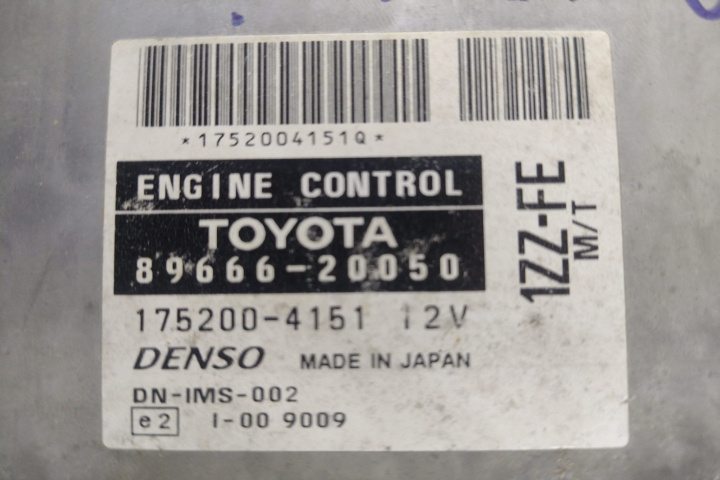 *1752004151Q*
ENGINE CONTROL
TOYOTA
89666-20050
175200-4151 12V
DENSO MADE IN JAPAN
DN-IMS-002
e2 I-00 9009
1ZZ-FE
M/T